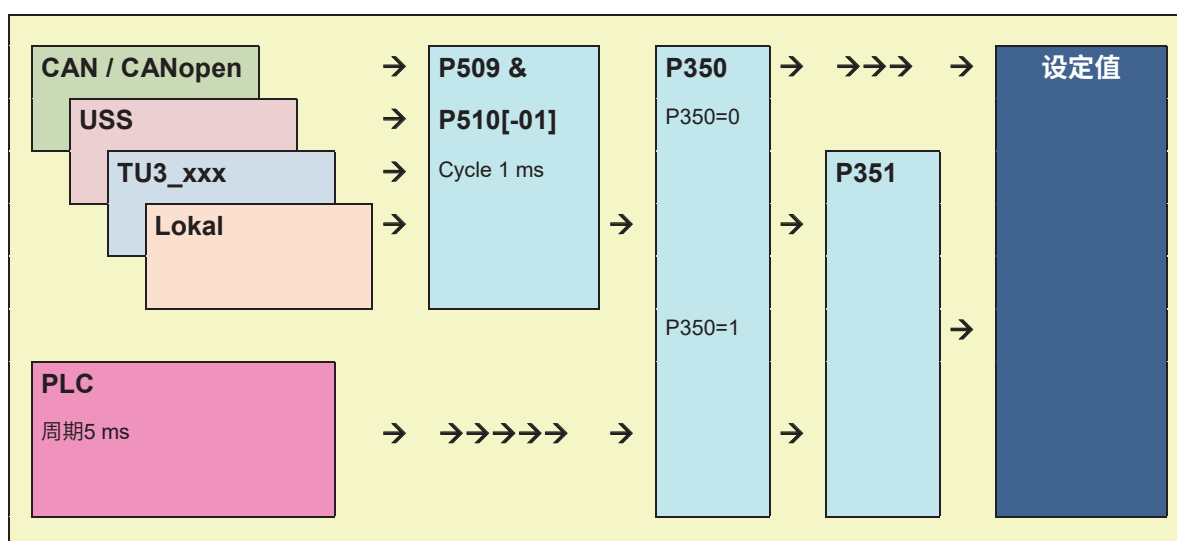 CAN / CANopen
USS
TU3_xxx
Lokal
P509 &
P510[-01]
Cycle 1 ms
P350
P350=0
P350=1
P351
设定值
PLC
周期5 ms